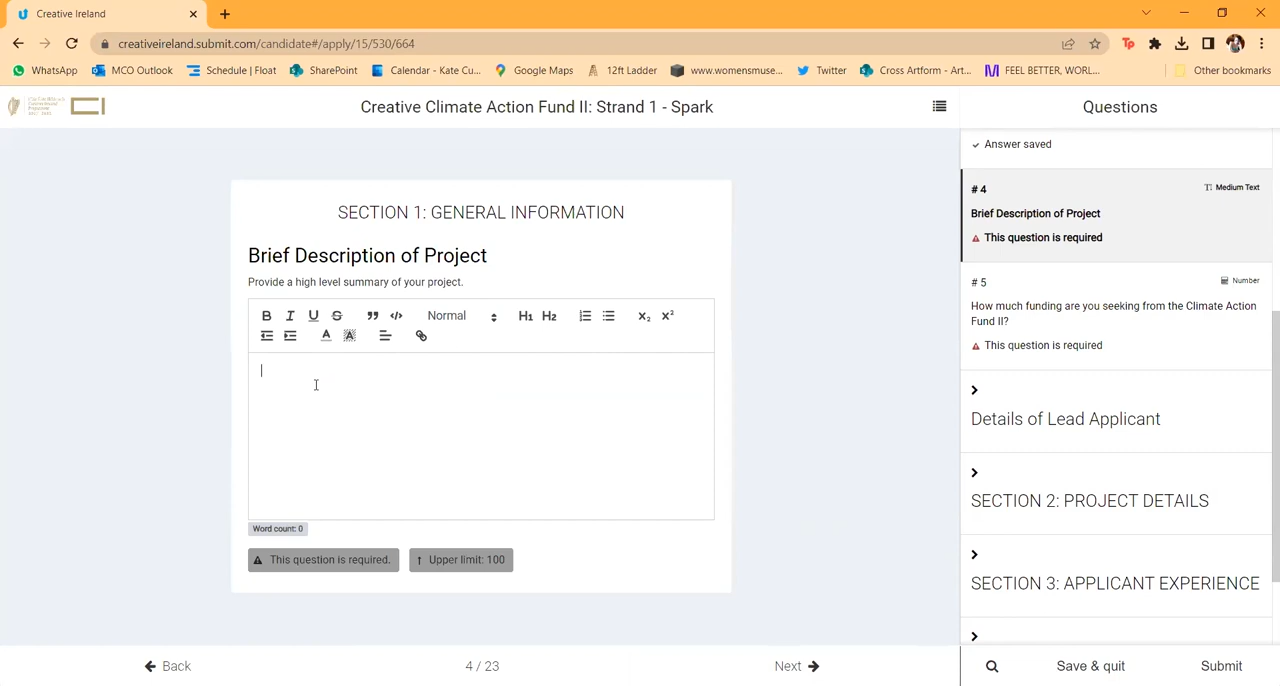 Creative Ireland
creativeireland.submit.com/candidate#/apply/15/530/664
WhatsApp MCO Outlook Schedule | Float SharePoint Calendar - Kate Cu... Google Maps 12ft Ladder www.womensmuse... Twitter Cross Artform - Art... FEEL BETTER, WORL... Other bookmarks
Creative Climate Action Fund II: Strand 1 - Spark
Questions
Answer saved
# 4
Medium Text
Brief Description of Project
This question is required
# 5
Number
How much funding are you seeking from the Climate Action
Fund II?
This question is required
Details of Lead Applicant
SECTION 2: PROJECT DETAILS
SECTION 3: APPLICANT EXPERIENCE
SECTION 1: GENERAL INFORMATION
Brief Description of Project
Provide a high level summary of your project.
B I U S Normal H1 H2 X₂ X²
A A
Word count: 0
This question is required. Upper limit: 100
Back 4 / 23 Next
Save & quit Submit